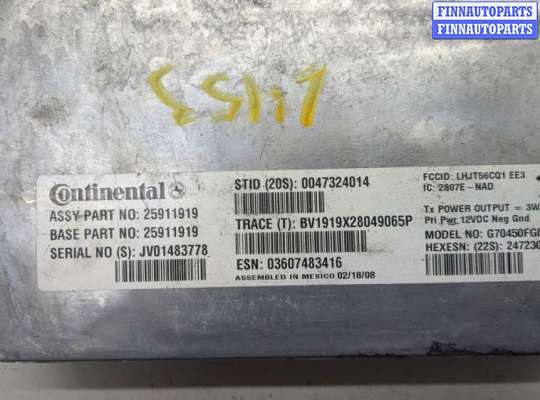 FINNAUTOPARTS
FINNAUTOPARTS
Continental
ASSY PART NO: 25911919
BASE PART NO: 25911919
SERIAL NO (S): JV01483778
STID (20S): 0047324014
TRACE (T): BV1919X28049065P
ESN: 03607483416
ASSEMBLED IN MEXICO 02/18/08
FCCID: LHJT56CQ1 EE3
IC: 2807E-NAD
Tx POWER OUTPUT = 3W
Pri Pwr 12VDC Neg Gnd
MODEL NO: G70450FG
HEXESN: (22S): 247230